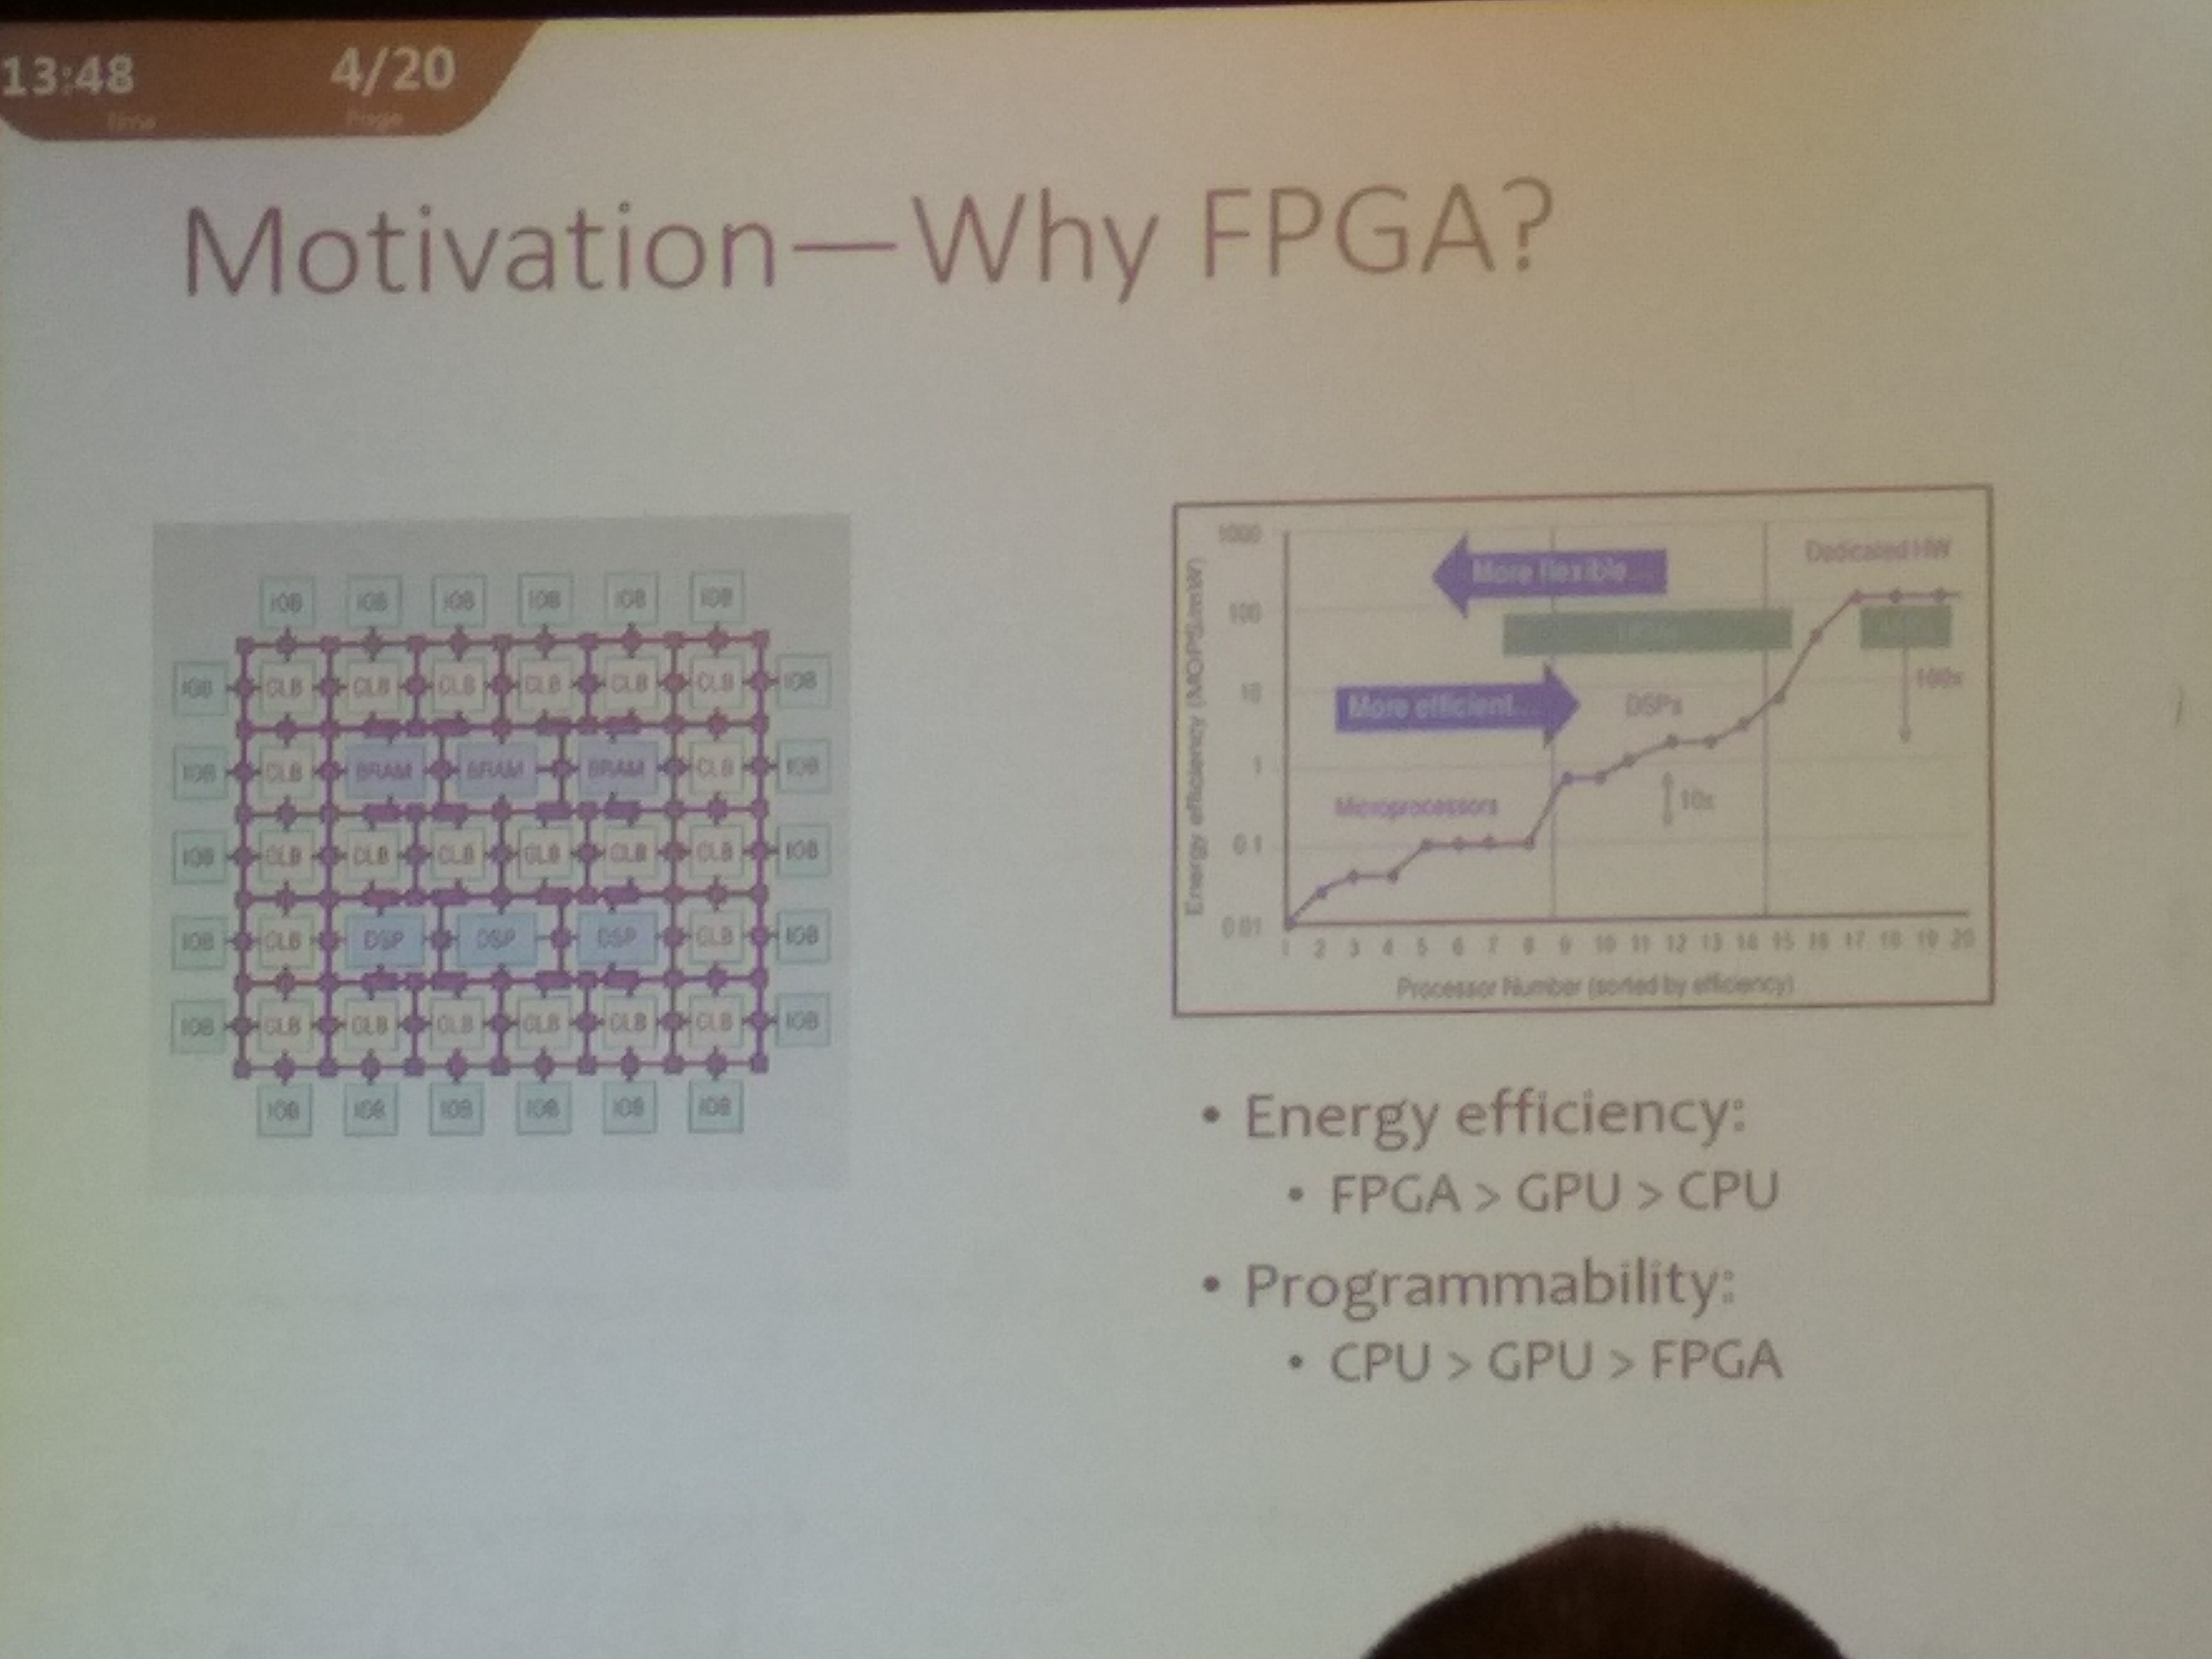 13:48 4/20
Time Page
Motivation—Why FPGA?
IOB IOB IOB IOB IOB IOB
IOB CLB CLB CLB CLB CLB CLB IOB
IOB CLB BRAM BRAM BRAM CLB IOB
IOB CLB CLB CLB CLB CLB CLB IOB
IOB CLB DSP DSP DSP CLB IOB
IOB CLB CLB CLB CLB CLB CLB IOB
IOB IOB IOB IOB IOB IOB
Energy efficiency (MOPS/mW)
1000
100
10
1
0.1
0.01
More flexible...
Dedicated HW
More efficient...
DSPs
100x
Microprocessors
10x
1 2 3 4 5 6 7 8 9 10 11 12 13 14 15 16 17 18 19 20
Processor Number (sorted by efficiency)
• Energy efficiency:
• FPGA > GPU > CPU
• Programmability:
• CPU > GPU > FPGA